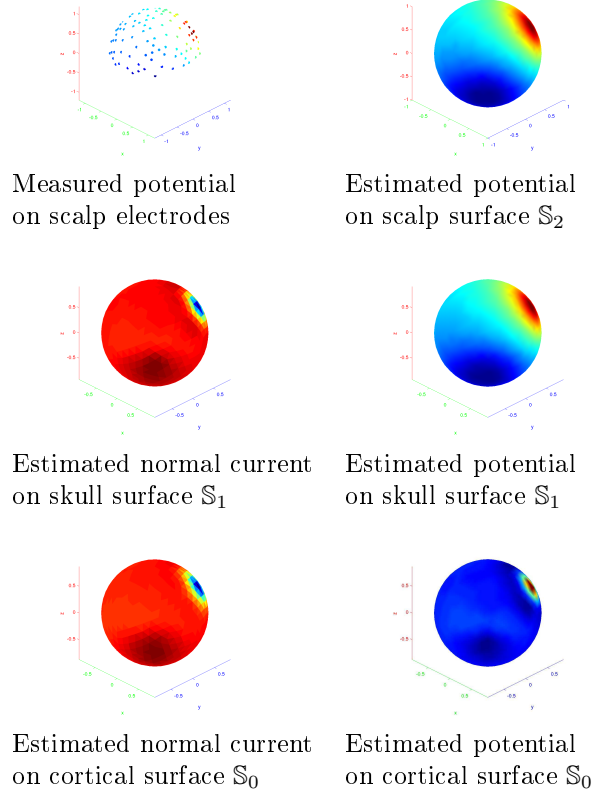 Measured potential
on scalp electrodes
Estimated potential
on scalp surface 𝕊₂
Estimated normal current
on skull surface 𝕊₁
Estimated potential
on skull surface 𝕊₁
Estimated normal current
on cortical surface 𝕊₀
Estimated potential
on cortical surface 𝕊₀